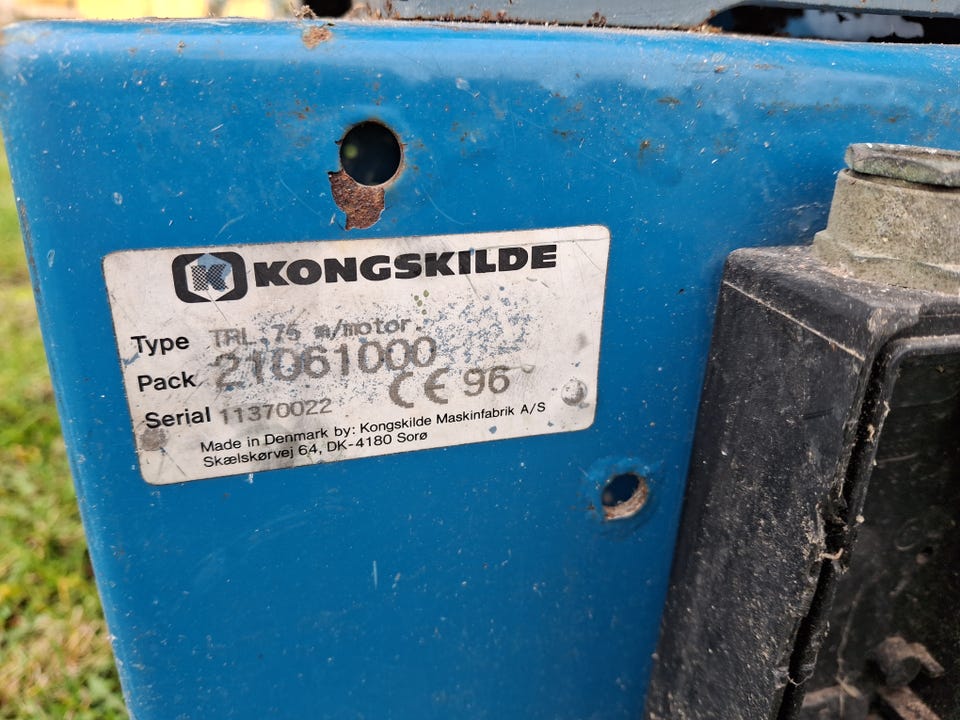 K KONGSKILDE
Type TRL 75 m/motor
Pack 21061000
CE 96
Serial 11370022
Made in Denmark by: Kongskilde Maskinfabrik A/S
Skælskørvej 64, DK-4180 Sorø